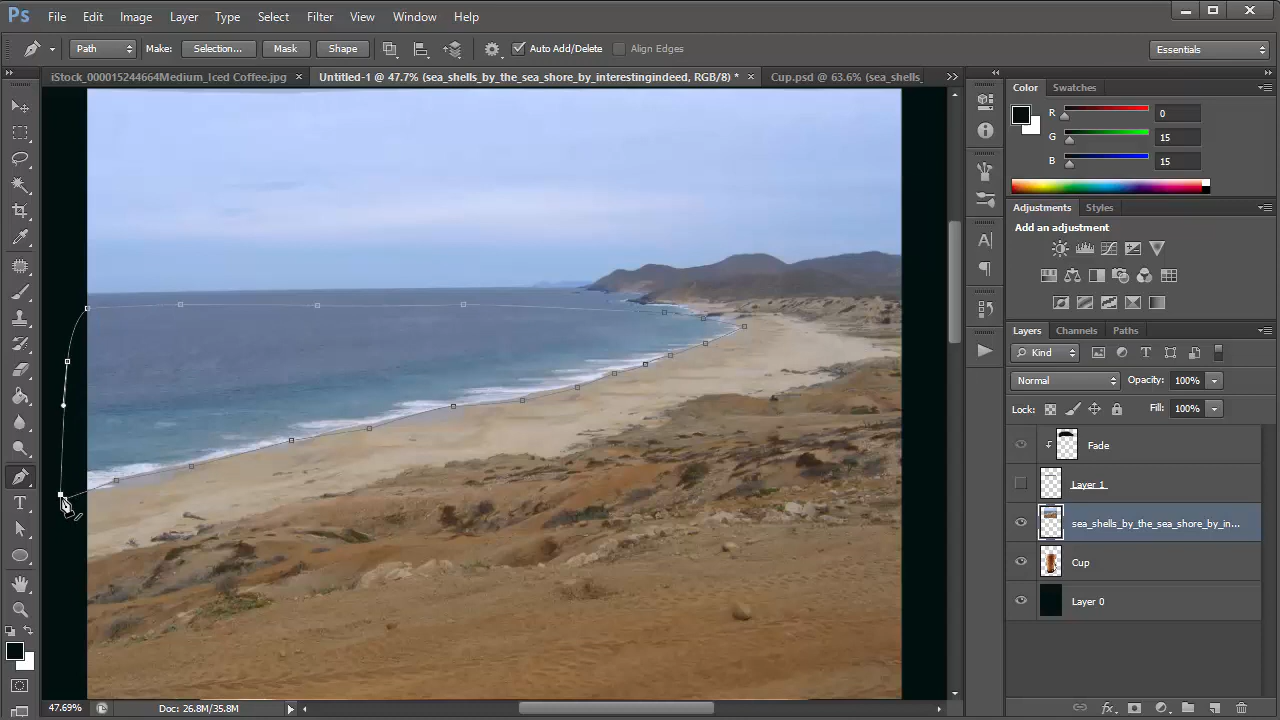 Ps File Edit Image Layer Type Select Filter View Window Help
Path Make: Selection... Mask Shape Auto Add/Delete Align Edges Essentials
iStock_000015244664Medium_Iced Coffee.jpg Untitled-1 @ 47.7% (sea_shells_by_the_sea_shore_by_interestingindeed, RGB/8) * Cup.psd @ 63.6% (sea_shells_
Color Swatches
R 0
G 15
B 15
Adjustments Styles
Add an adjustment
Layers Channels Paths
Kind
Normal Opacity: 100%
Lock: Fill: 100%
Fade
Layer 1
sea_shells_by_the_sea_shore_by_in...
Cup
Layer 0
47.69% Doc: 26.8M/35.8M